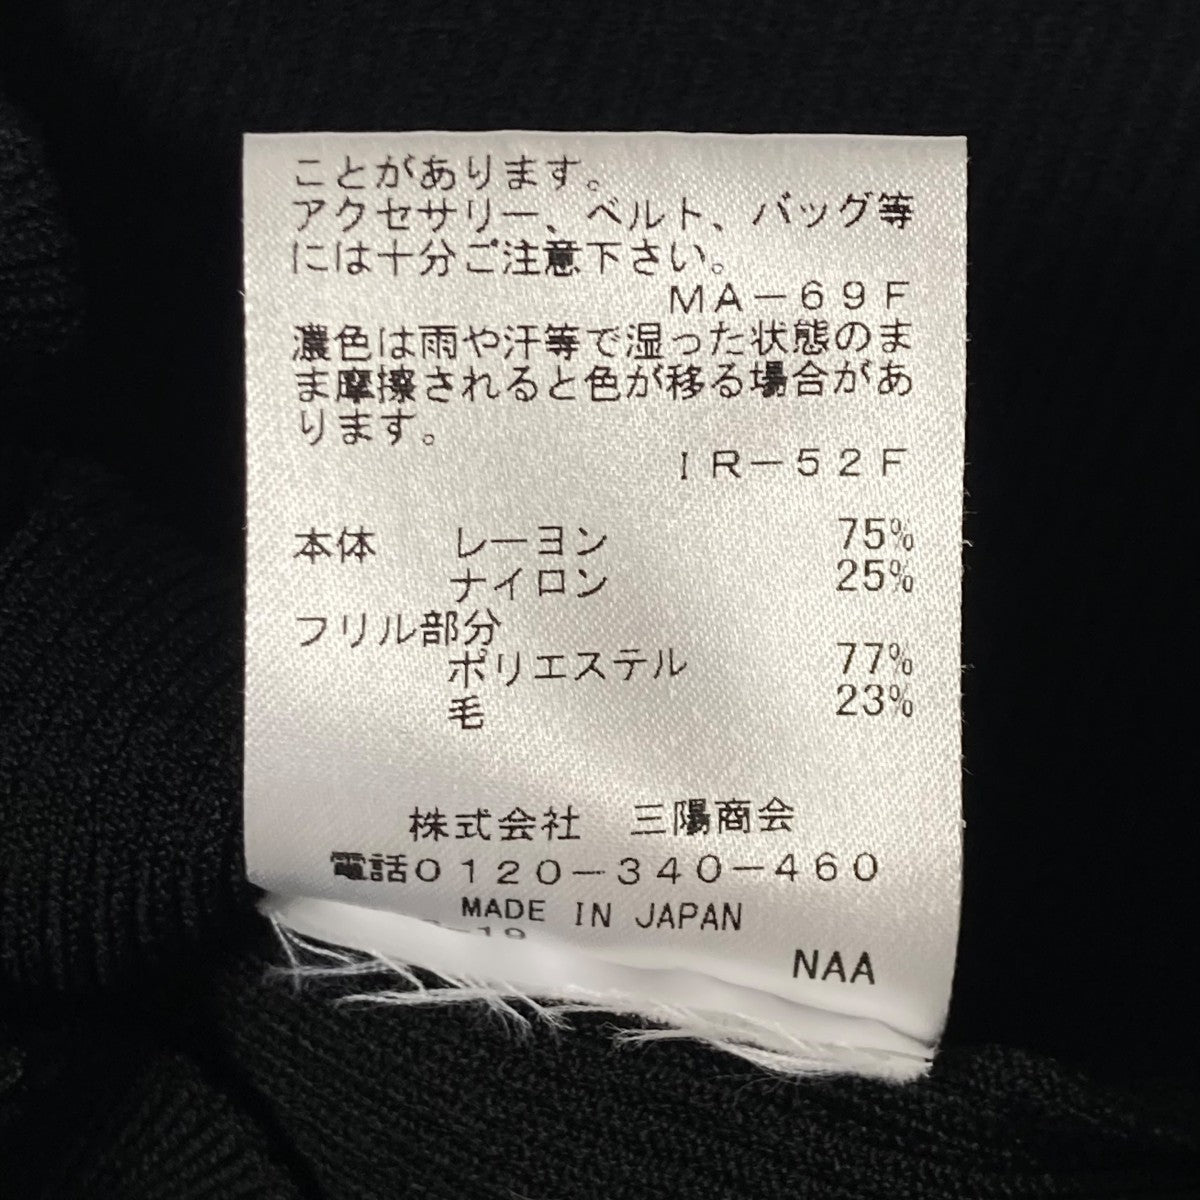 ことがあります。
アクセサリー、ベルト、バッグ等
には十分ご注意下さい。
MA－69F
濃色は雨や汗等で湿った状態のま
ま摩擦されると色が移る場合があ
ります。
IR－52F
本体 レーヨン 75%
ナイロン 25%
フリル部分
ポリエステル 77%
毛 23%
株式会社 三陽商会
電話0120－340－460
MADE IN JAPAN
NAA